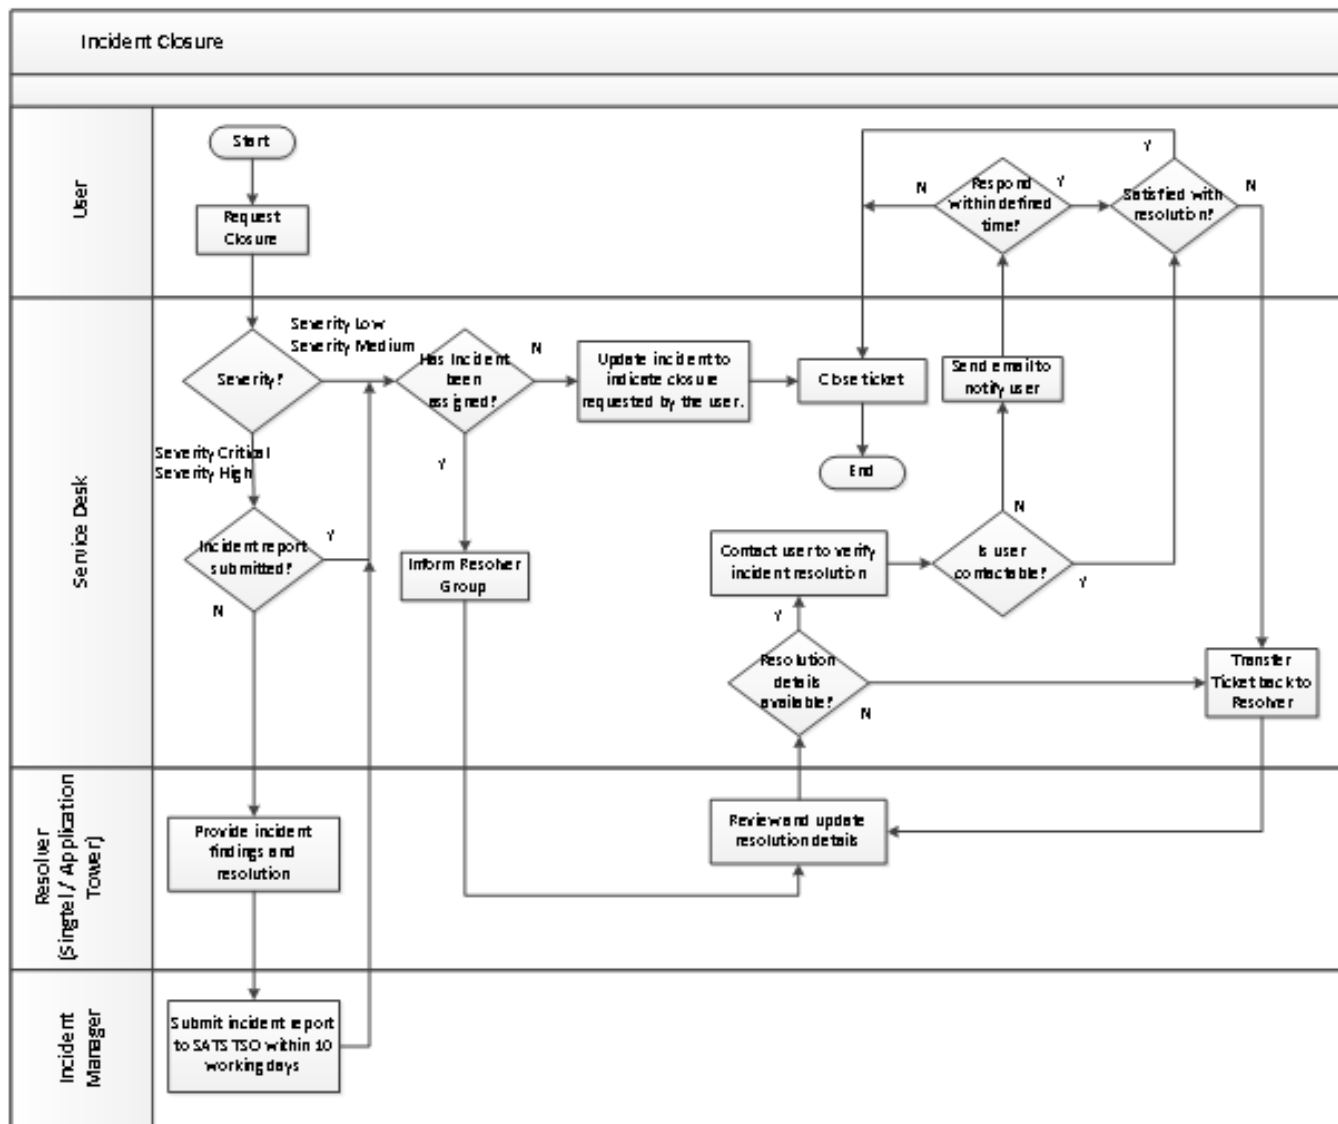 Incident Closure
User
Start
Request
Closure
Respond
within defined
time?
N
Y
Satisfied with
resolution?
Y
N
Service Desk
Severity?
Severity Low
Severity Medium
Severity Critical
Severity High
Has Incident
been
assigned?
N
Y
Update incident to
indicate closure
requested by the user.
Close ticket
End
Send email to
notify user
Incident report
submitted?
Y
N
Inform Resolver
Group
Contact user to verify
incident resolution
Is user
contactable?
N
Y
Y
Resolution
details
available?
N
Transfer
Ticket back to
Resolver
Resolver
(Singtel / Application
Tower)
Provide incident
findings and
resolution
Review and update
resolution details
Incident
Manager
Submit incident report
to SATS TSO within 10
working days